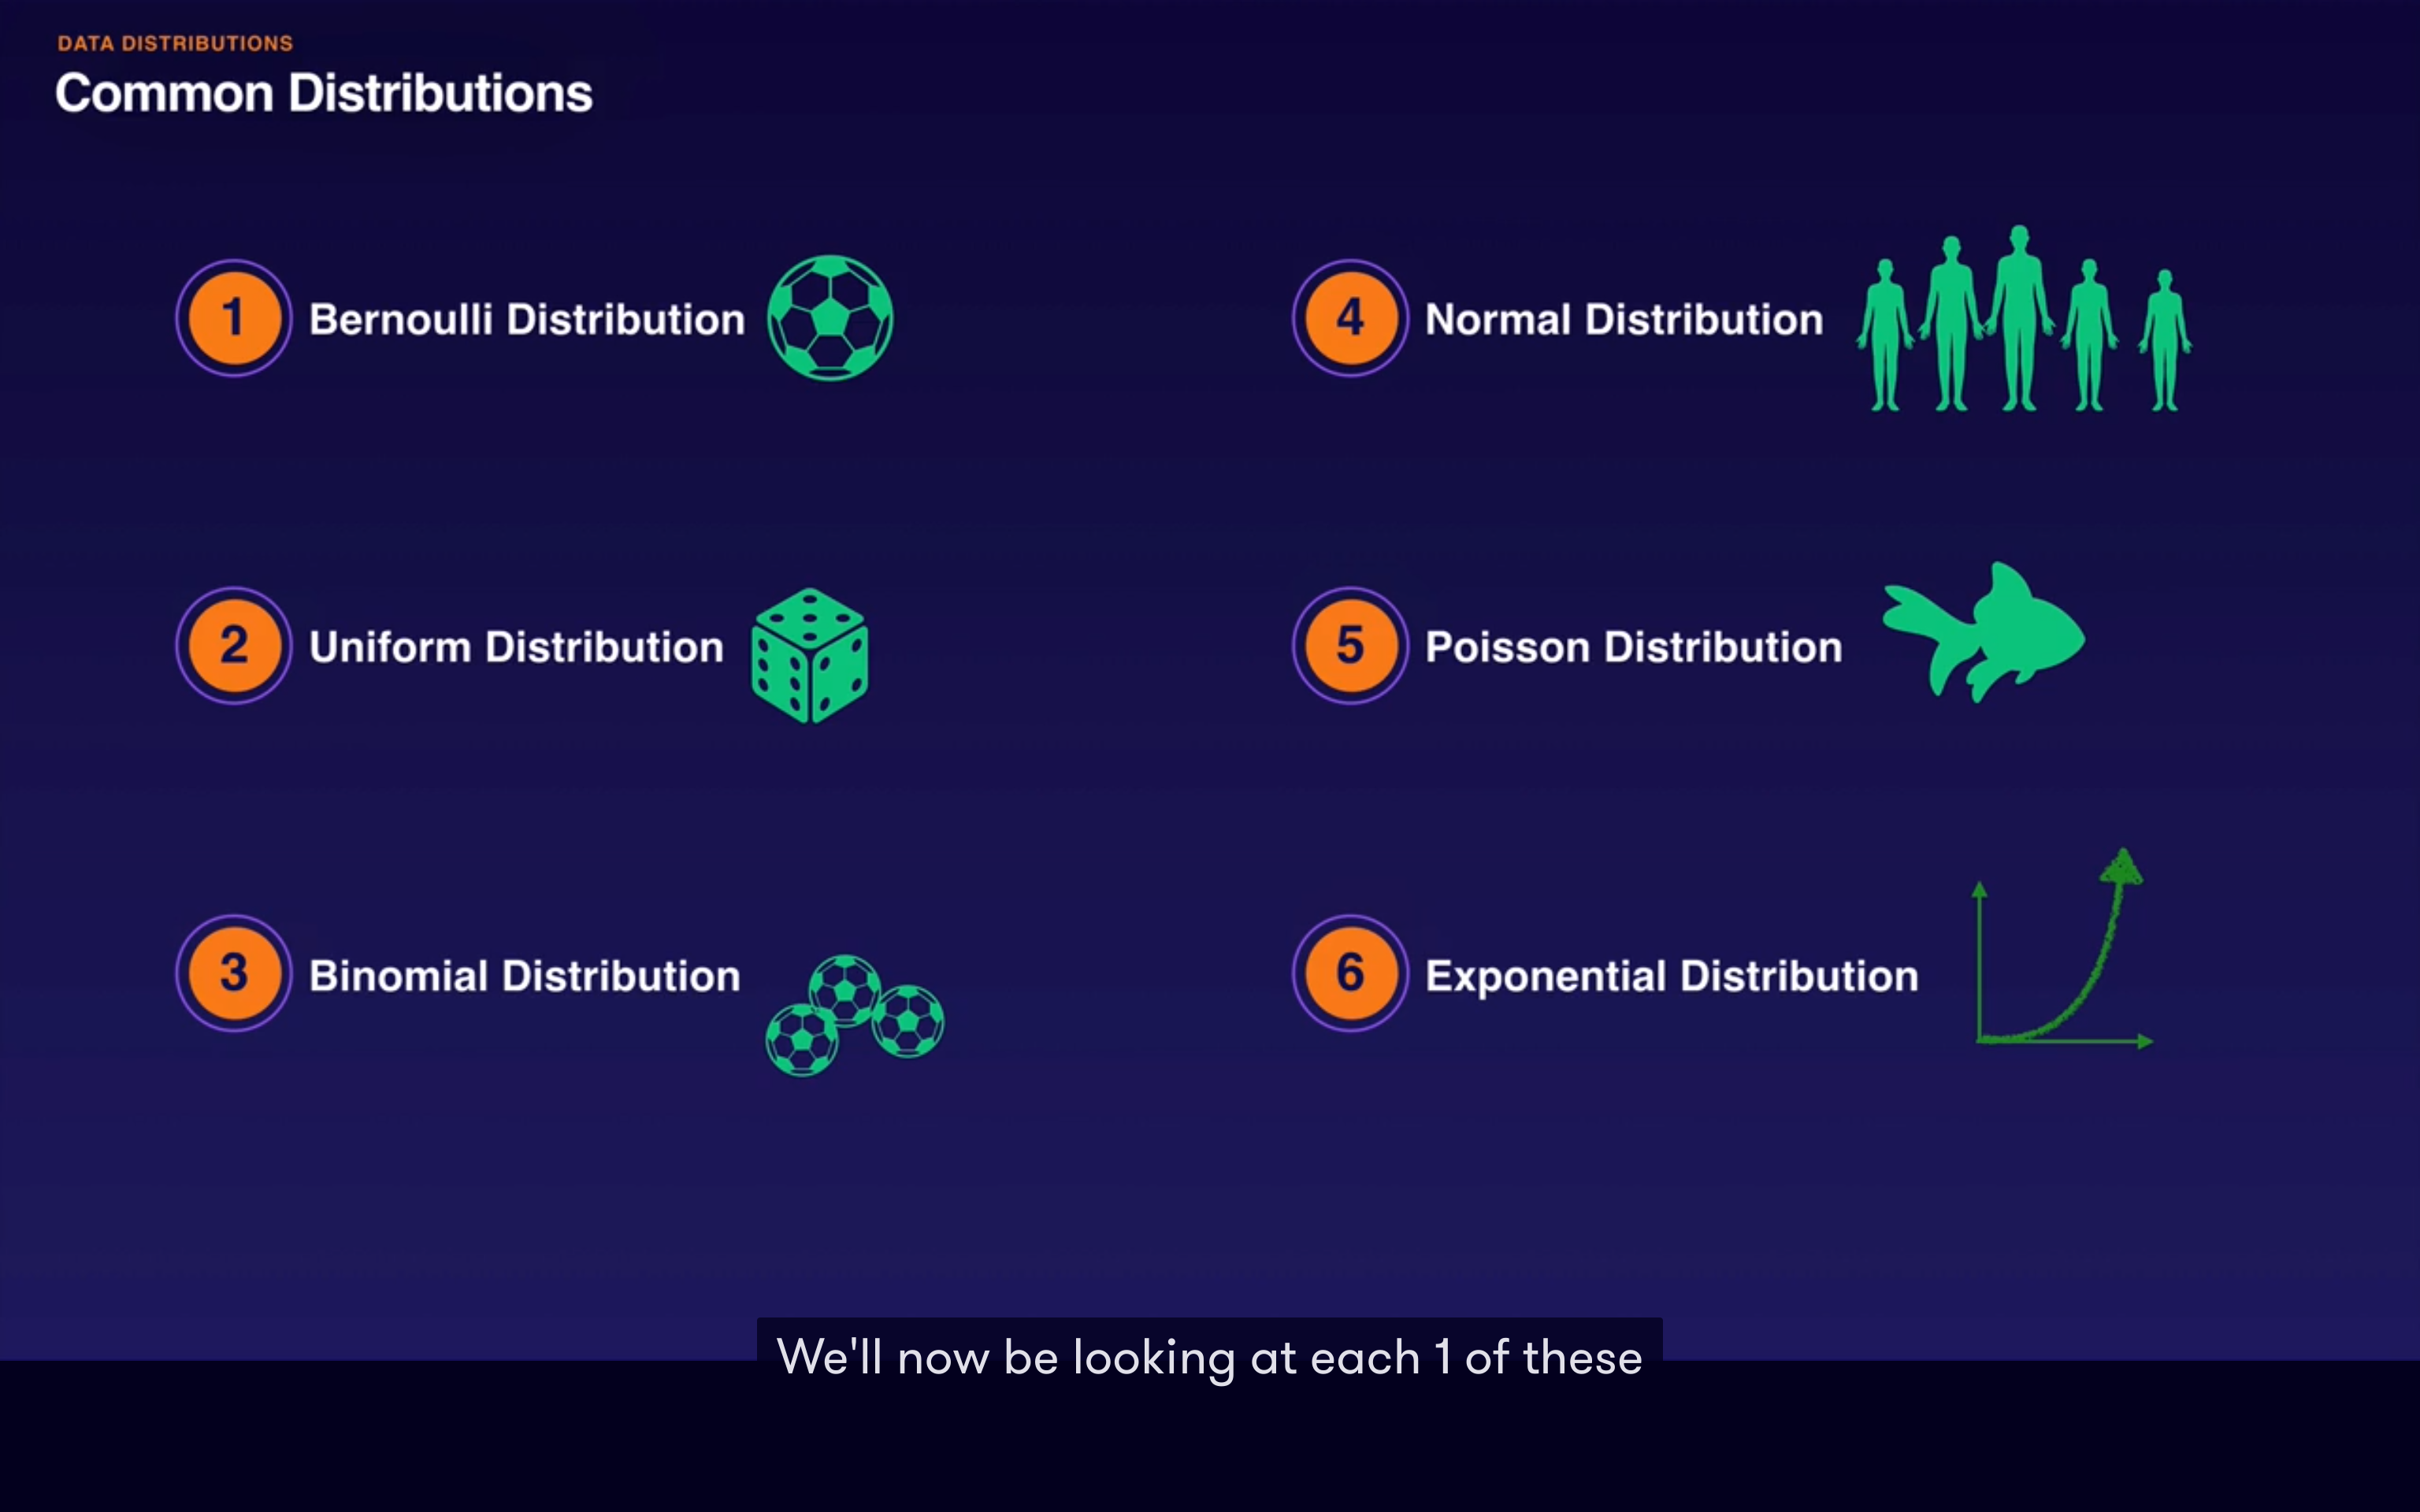 DATA DISTRIBUTIONS
Common Distributions
1 Bernoulli Distribution
2 Uniform Distribution
3 Binomial Distribution
4 Normal Distribution
5 Poisson Distribution
6 Exponential Distribution
We'll now be looking at each 1 of these